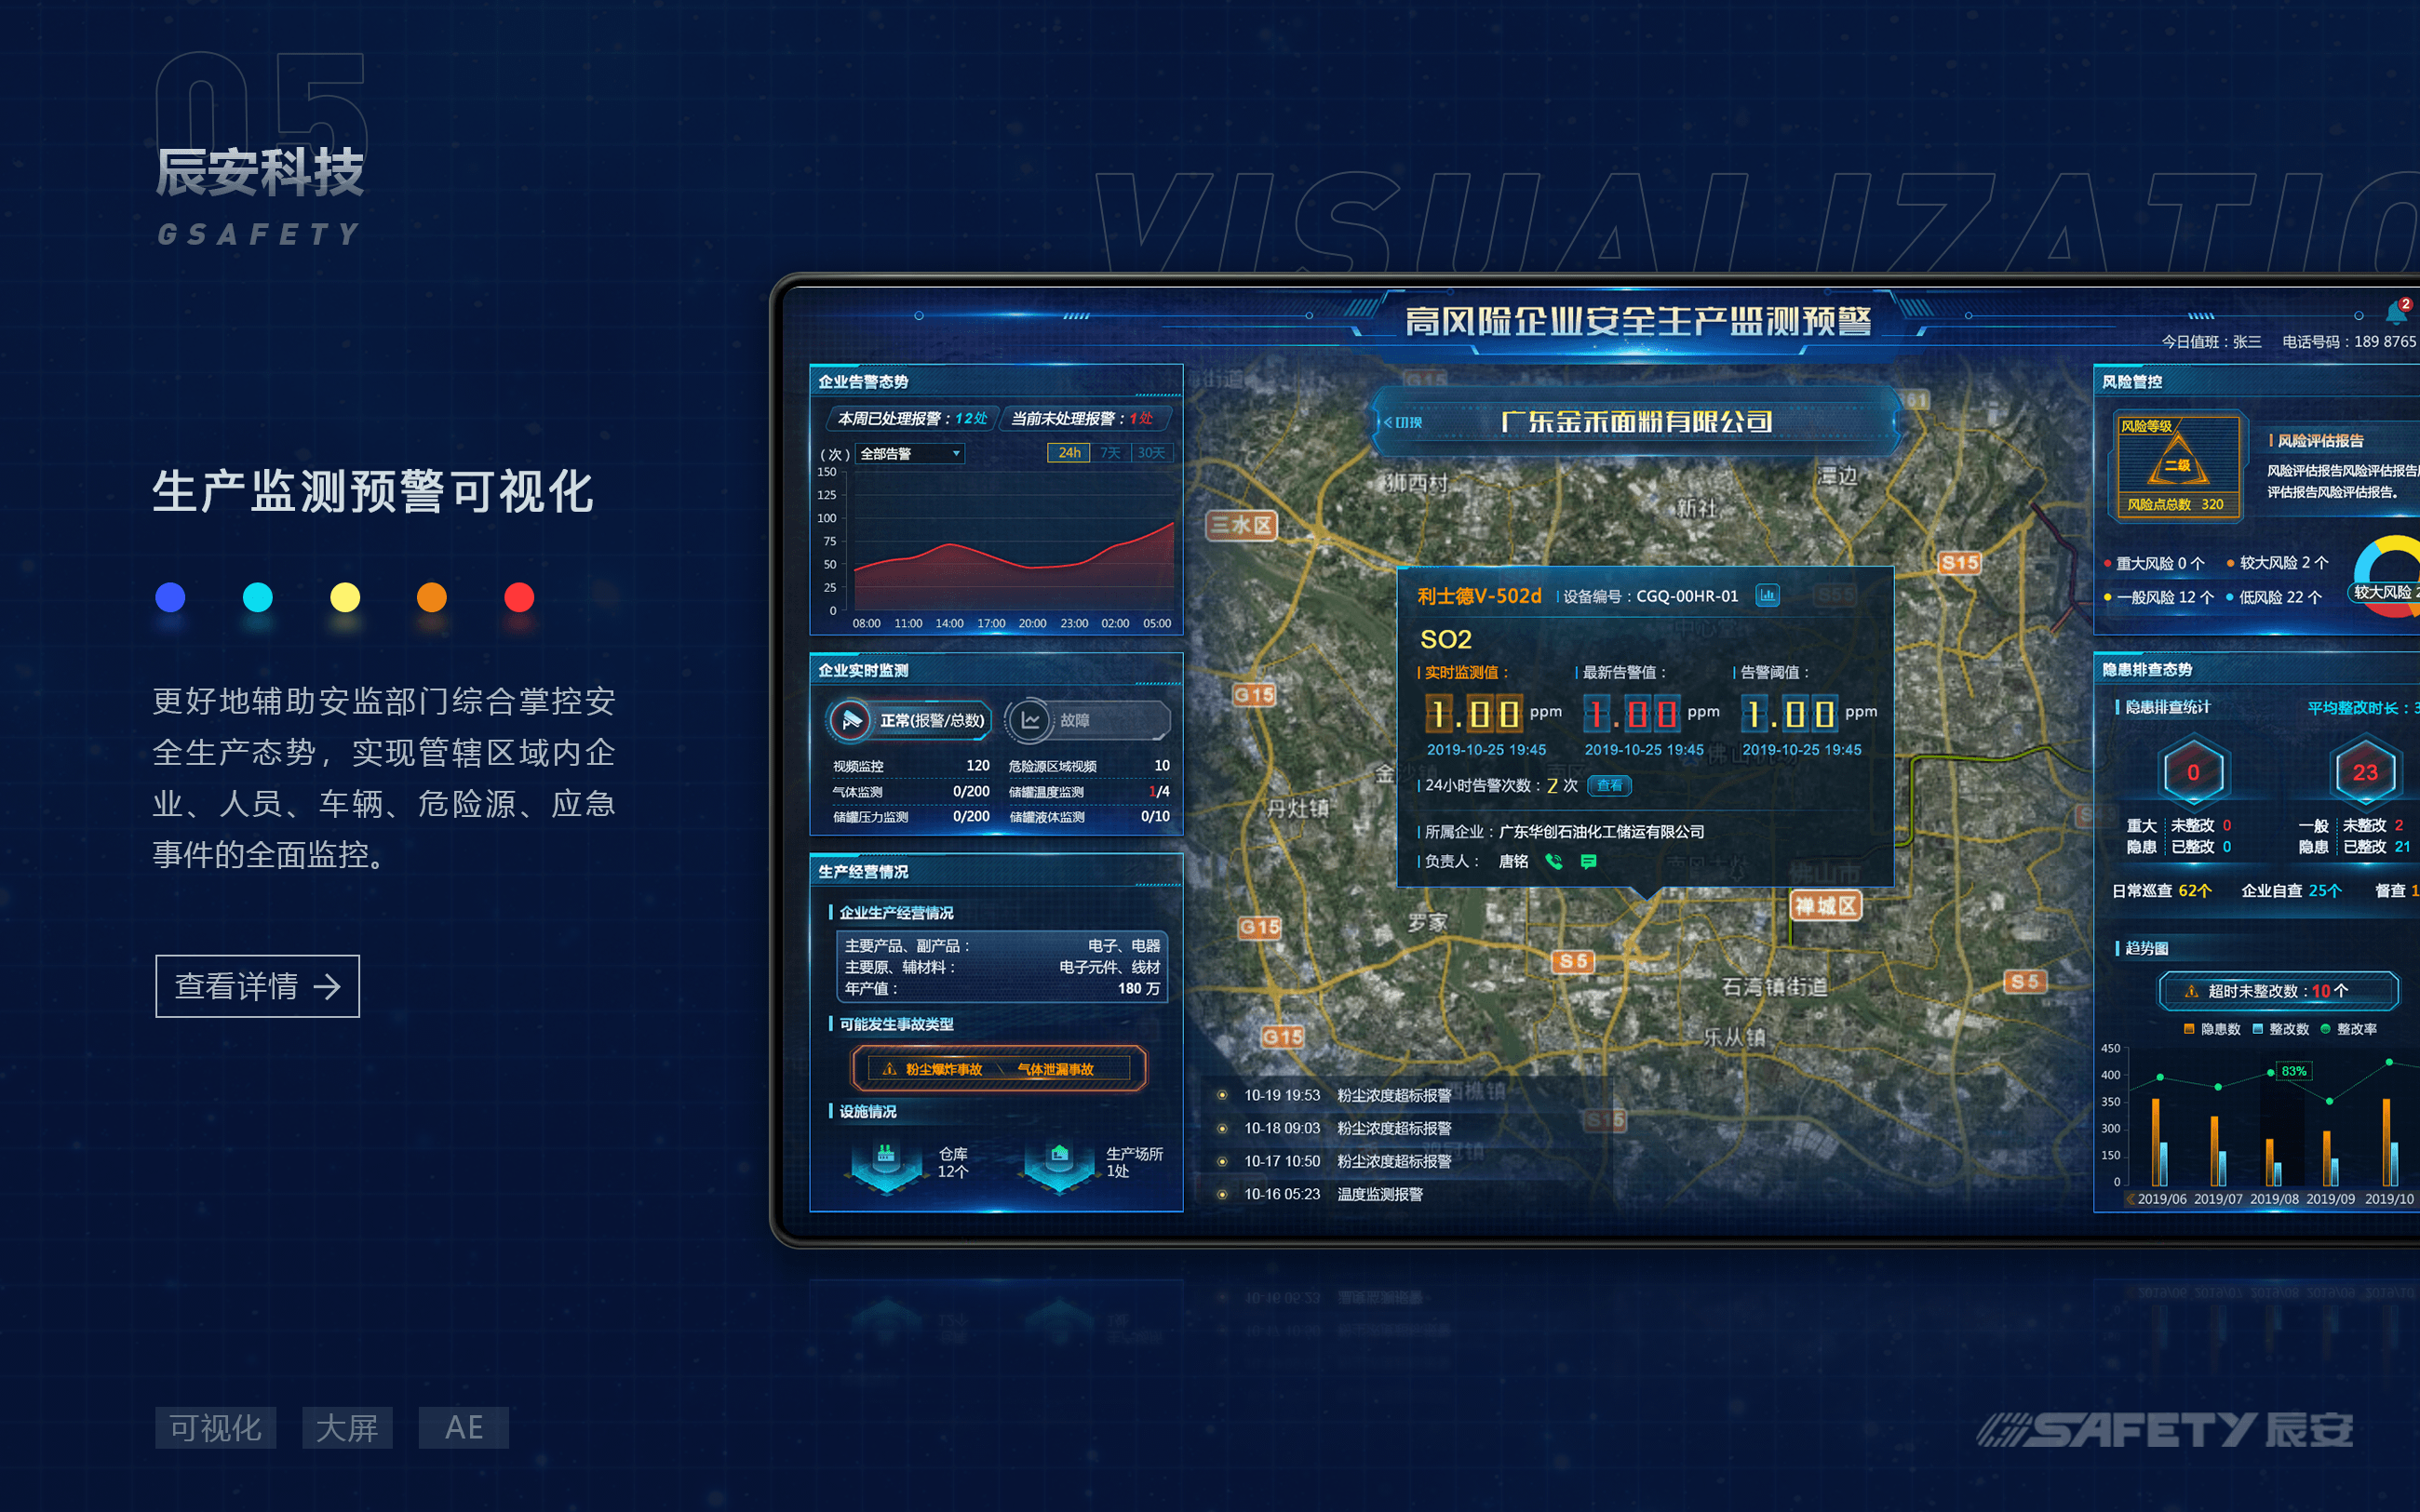 05
辰安科技
GSAFETY
VISUALIZATIO
生产监测预警可视化
更好地辅助安监部门综合掌控安
全生产态势，实现管辖区域内企
业、人员、车辆、危险源、应急
事件的全面监控。
查看详情
可视化 大屏 AE
高风险企业安全生产监测预警
2
今日值班：张三 电话号码：189 8765
企业告警态势
本周已处理报警：12处 当前未处理报警：1处
（次） 全部告警 24h 7天 30天
150
125
100
75
50
25
0
08:00 11:00 14:00 17:00 20:00 23:00 02:00 05:00
企业实时监测
正常(报警/总数) 故障
视频监控 120 危险源区域视频 10
气体监测 0/200 储罐温度监测 1/4
储罐压力监测 0/200 储罐液体监测 0/10
生产经营情况
企业生产经营情况
主要产品、副产品： 电子、电器
主要原、辅材料： 电子元件、线材
年产值： 180 万
可能发生事故类型
粉尘爆炸事故 气体泄漏事故
设施情况
仓库
12个
生产场所
1处
切换 广东金禾面粉有限公司
G15
61
狮西村
潭边
新社
三水区
S15
S55
G15
丹灶镇
佛山市
禅城区
罗家
G15
S5
S5
石湾镇街道
G15
乐从镇
S15
利士德V-502d 设备编号：CGQ-00HR-01
SO2
实时监测值： 最新告警值： 告警阈值：
1.00 ppm 1.00 ppm 1.00 ppm
2019-10-25 19:45 2019-10-25 19:45 2019-10-25 19:45
24小时告警次数：2 次 查看
所属企业：广东华创石油化工储运有限公司
负责人： 唐铭
10-19 19:53 粉尘浓度超标报警
10-18 09:03 粉尘浓度超标报警
10-17 10:50 粉尘浓度超标报警
10-16 05:23 温度监测报警
风险管控
风险等级
二级
风险点总数 320
风险评估报告
风险评估报告风险评估报告
评估报告风险评估报告。
重大风险 0 个 较大风险 2 个
一般风险 12 个 低风险 22 个
较大风险 2
隐患排查态势
隐患排查统计 平均整改时长：3
0 23
重大 未整改 0 一般 未整改 2
隐患 已整改 0 隐患 已整改 21
日常巡查 62个 企业自查 25个 督查 1
趋势图
超时未整改数：10个
隐患数 整改数 整改率
450
400
350
300
150
0
83%
2019/06 2019/07 2019/08 2019/09 2019/10
GSAFETY 辰安